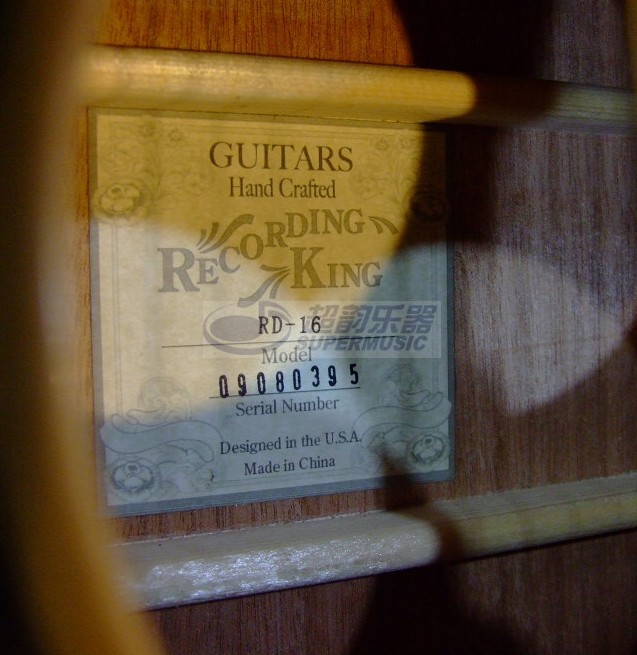 GUITARS
Hand Crafted
RECORDING
KING
RD-16
Model
超韵乐器
SUPERMUSIC
09080395
Serial Number
Designed in the U.S.A.
Made in China